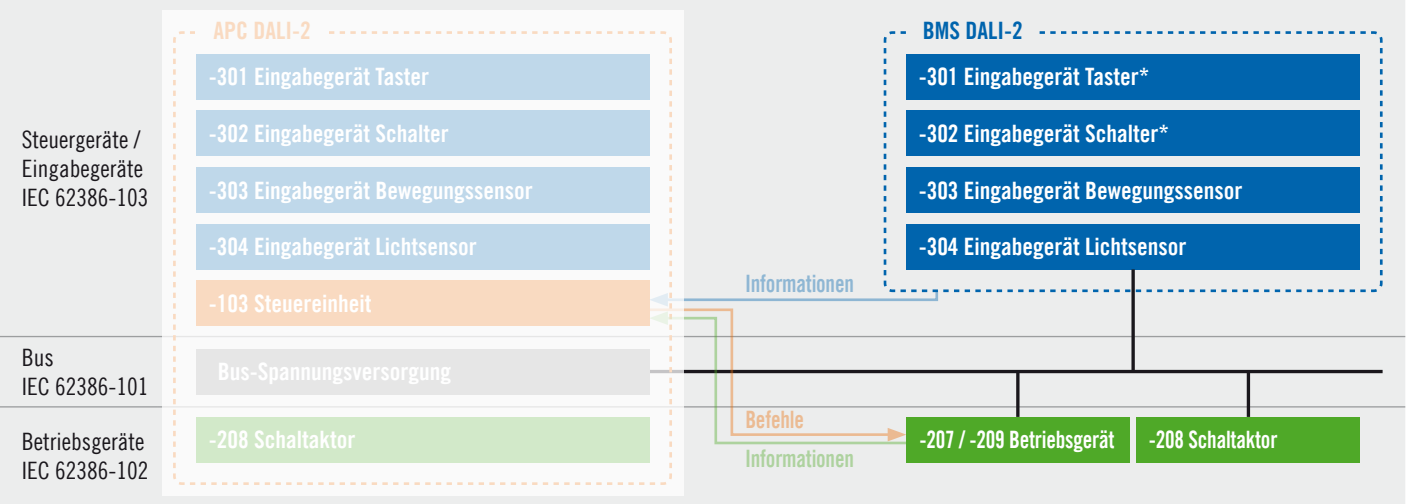 APC DALI-2
BMS DALI-2
Steuergeräte /
Eingabegeräte
IEC 62386-103
-301 Eingabegerät Taster
-302 Eingabegerät Schalter
-303 Eingabegerät Bewegungssensor
-304 Eingabegerät Lichtsensor
-103 Steuereinheit
-301 Eingabegerät Taster*
-302 Eingabegerät Schalter*
-303 Eingabegerät Bewegungssensor
-304 Eingabegerät Lichtsensor
Informationen
Bus
IEC 62386-101
Bus-Spannungsversorgung
Betriebsgeräte
IEC 62386-102
-208 Schaltaktor
Befehle
Informationen
-207 / -209 Betriebsgerät
-208 Schaltaktor